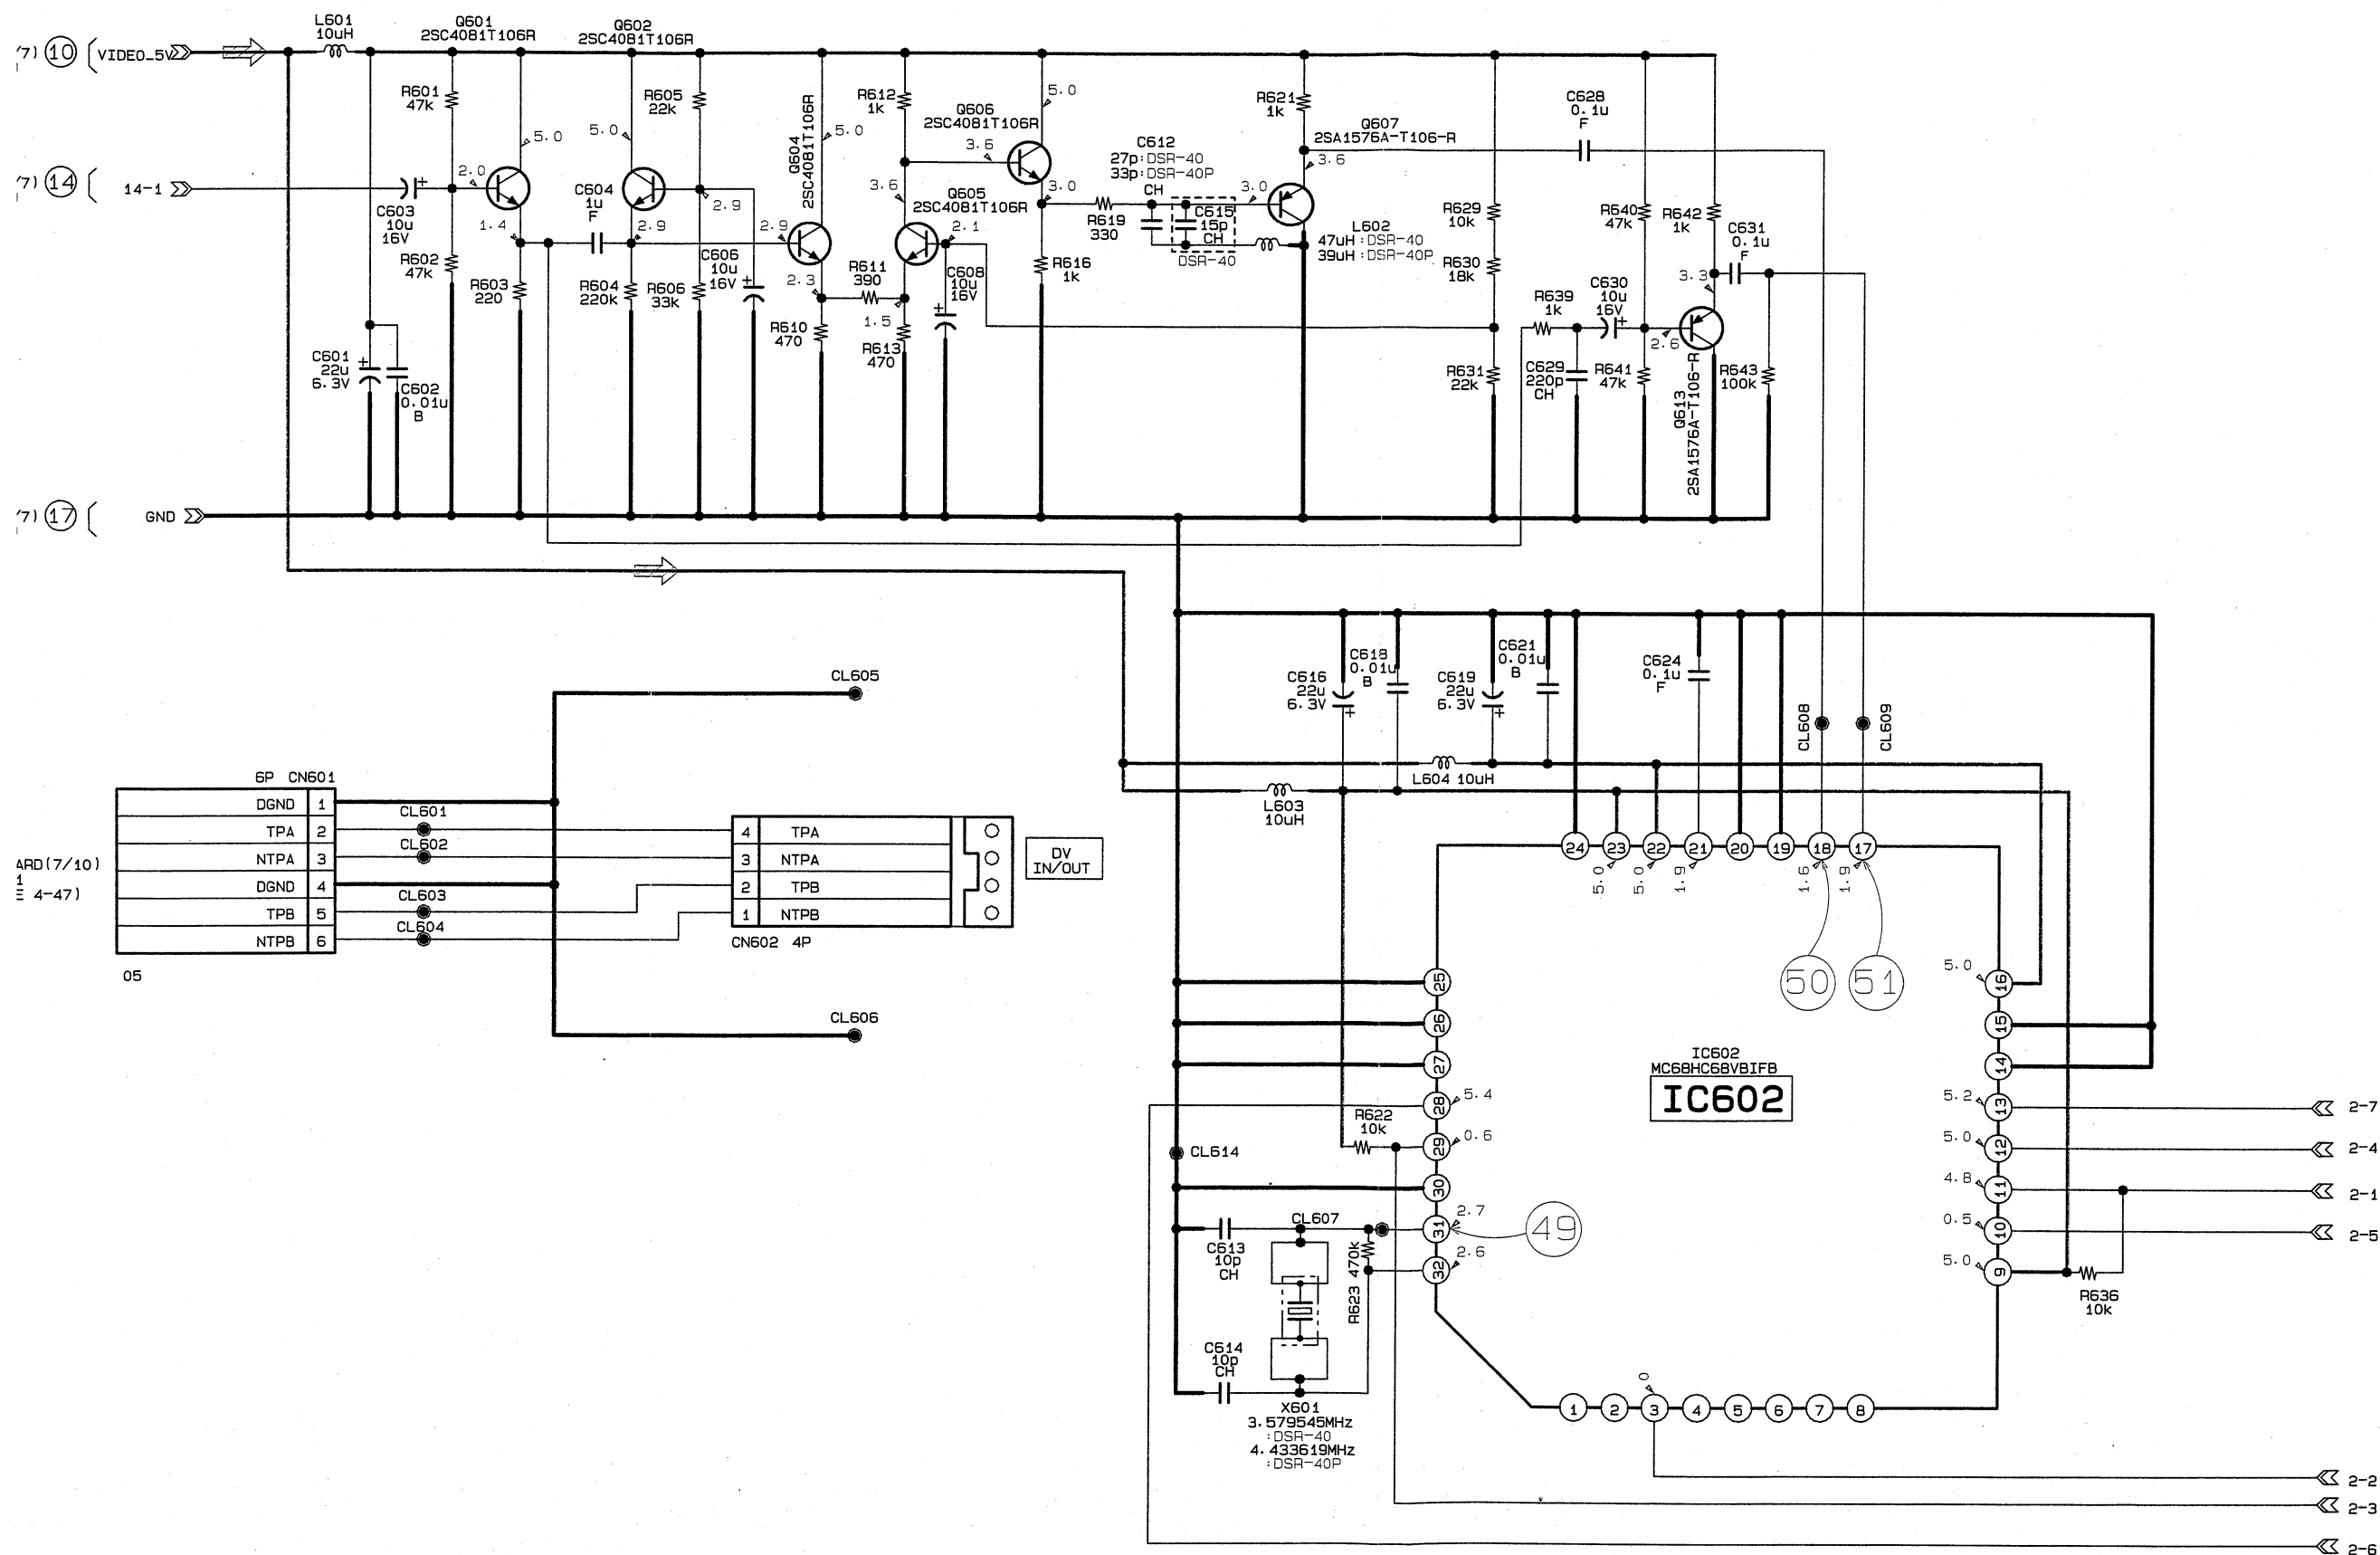 L601
10uH
Q601
2SC4081T106R
Q602
2SC4081T106R
7) 10 ( VIDEO_5V
R601
47k
R605
22k
Q604
2SC4081T106R
R612
1k
Q606
2SC4081T106R
5.0
R621
1k
C628
0.1u
F
5.0
5.0
5.0
Q607
2SA1576A-T106-R
C612
27p:DSR-40
33p:DSR-40P
CH
3.6
3.6
2.0
7) 14 ( 14-1
C603
10u
16V
C604
1u
F
2.9
3.6
Q605
2SC4081T106R
3.0
3.0
C615
15p
CH
DSR-40
R619
330
L602
47uH:DSR-40
39uH:DSR-40P
R629
10k
R640
47k
R642
1k
C631
0.1u
F
1.4
2.9
2.9
2.1
R602
47k
R603
220
R604
220k
R606
33k
C606
10u
16V
2.3
R611
390
C608
10u
16V
R616
1k
R630
18k
3.3
R639
1k
C630
10u
16V
1.5
R610
470
R613
470
2.6
C601
22u
6.3V
C602
0.01u
B
R631
22k
C629
220p
CH
R641
47k
Q613
2SA1576A-T106-R
R643
100k
7) 17 ( GND
C616
22u
6.3V
C618
0.01u
B
C619
22u
6.3V
C621
0.01u
B
C624
0.1u
F
CL608
CL609
CL605
L604 10uH
L603
10uH
6P CN601
DGND 1
TPA 2
NTPA 3
DGND 4
TPB 5
NTPB 6
CL601
CL602
CL603
CL604
4 TPA
3 NTPA
2 TPB
1 NTPB
CN602 4P
DV
IN/OUT
ARD(7/10)
1
4-47)
05
CL606
24 23 22 21 20 19 18 17
5.0
5.0
1.9
1.6
1.9
50
51
25
26
27
28
5.4
29
0.6
30
31
2.7
32
2.6
49
IC602
MC68HC68VBIFB
IC602
5.0
16
15
14
5.2
13
2-7
5.0
12
2-4
4.8
11
2-1
0.5
10
2-5
5.0
9
R636
10k
R622
10k
CL614
CL607
C613
10p
CH
R623 470k
C614
10p
CH
X601
3.579545MHz
:DSR-40
4.433619MHz
:DSR-40P
0
1 2 3 4 5 6 7 8
2-2
2-3
2-6